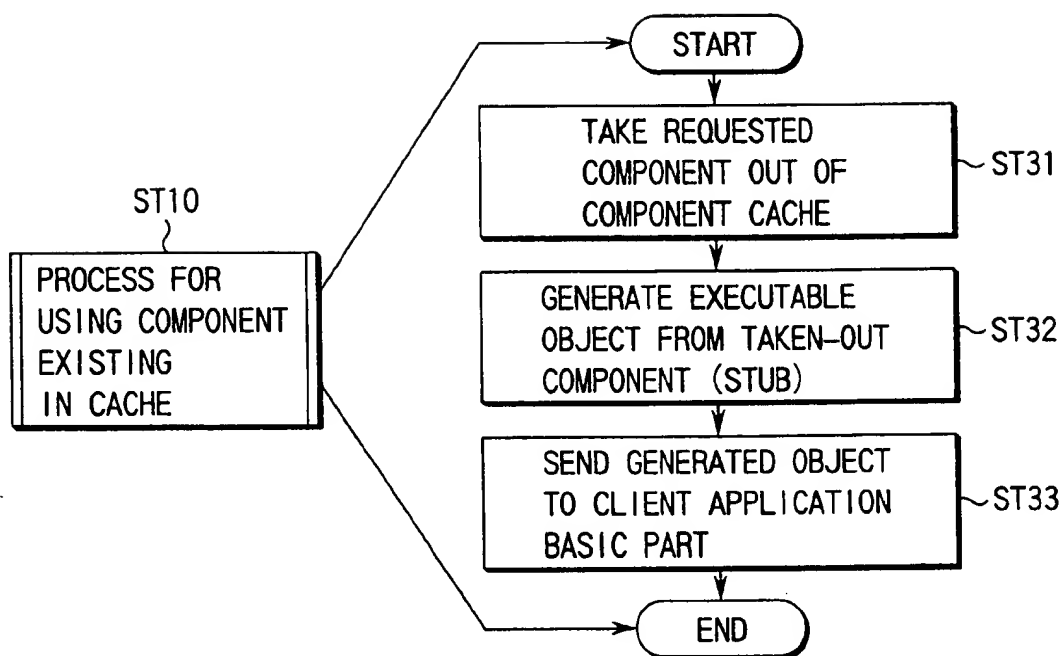 ST10
PROCESS FOR
USING COMPONENT
EXISTING
IN CACHE
START
TAKE REQUESTED
COMPONENT OUT OF
COMPONENT CACHE
ST31
GENERATE EXECUTABLE
OBJECT FROM TAKEN-OUT
COMPONENT (STUB)
ST32
SEND GENERATED OBJECT
TO CLIENT APPLICATION
BASIC PART
ST33
END